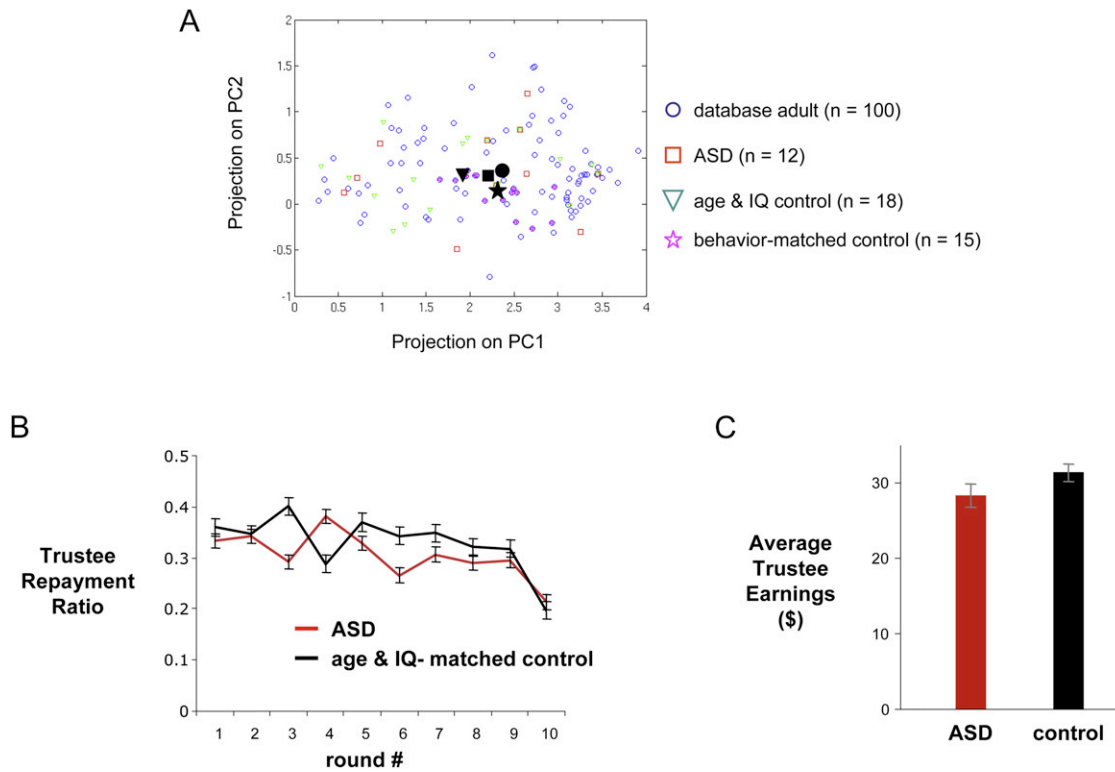 A
Projection on PC2
2
1.5
1
0.5
0
-0.5
-1
0 0.5 1 1.5 2 2.5 3 3.5 4
Projection on PC1
database adult (n = 100)
ASD (n = 12)
age & IQ control (n = 18)
behavior-matched control (n = 15)
B
Trustee
Repayment
Ratio
0.5
0.4
0.3
0.2
0.1
0
ASD
age & IQ- matched control
1 2 3 4 5 6 7 8 9 10
round #
C
Average
Trustee
Earnings
($)
30
20
10
0
ASD control